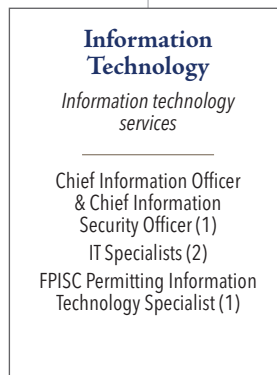 Information
Technology
Information technology
services
Chief Information Officer
& Chief Information
Security Officer (1)
IT Specialists (2)
FPISC Permitting Information
Technology Specialist (1)